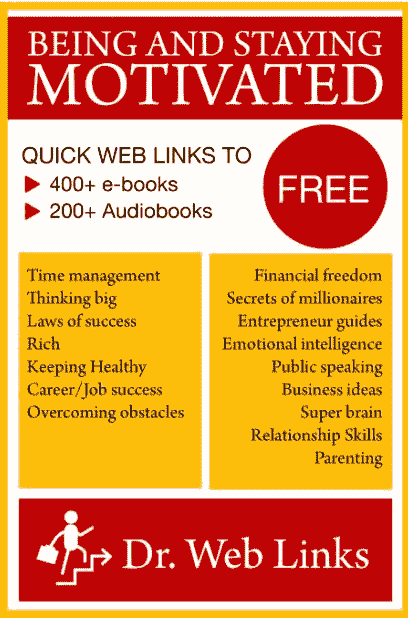 BEING AND STAYING
MOTIVATED
QUICK WEB LINKS TO
400+ e-books
200+ Audiobooks
FREE
Time management
Thinking big
Laws of success
Rich
Keeping Healthy
Career/Job success
Overcoming obstacles
Financial freedom
Secrets of millionaires
Entrepreneur guides
Emotional intelligence
Public speaking
Business ideas
Super brain
Relationship Skills
Parenting
Dr. Web Links